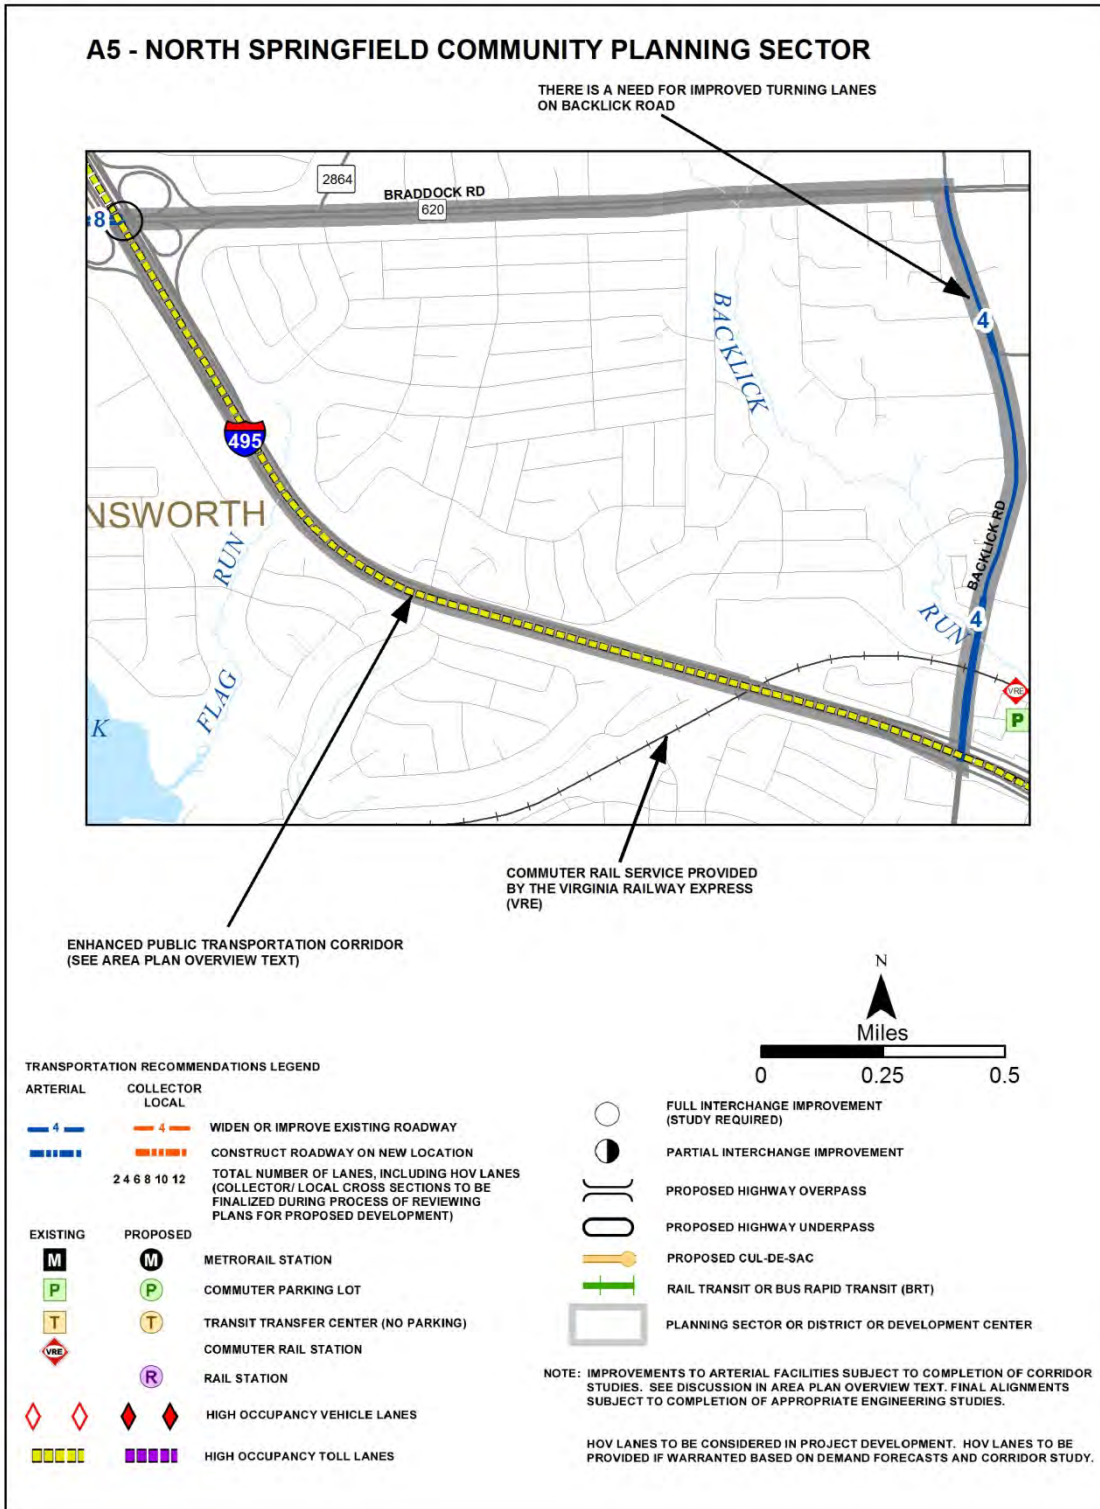 A5 - NORTH SPRINGFIELD COMMUNITY PLANNING SECTOR
THERE IS A NEED FOR IMPROVED TURNING LANES
ON BACKLICK ROAD
2864
BRADDOCK RD
620
8
BACKLICK
4
495
NSWORTH
RUN
BACKLICK RD
4
RUN
FLAG
VRE
P
K
COMMUTER RAIL SERVICE PROVIDED
BY THE VIRGINIA RAILWAY EXPRESS
(VRE)
ENHANCED PUBLIC TRANSPORTATION CORRIDOR
(SEE AREA PLAN OVERVIEW TEXT)
N
Miles
0 0.25 0.5
TRANSPORTATION RECOMMENDATIONS LEGEND
ARTERIAL COLLECTOR
LOCAL
4 4 WIDEN OR IMPROVE EXISTING ROADWAY
CONSTRUCT ROADWAY ON NEW LOCATION
2 4 6 8 10 12 TOTAL NUMBER OF LANES, INCLUDING HOV LANES
(COLLECTOR/ LOCAL CROSS SECTIONS TO BE
FINALIZED DURING PROCESS OF REVIEWING
PLANS FOR PROPOSED DEVELOPMENT)
EXISTING PROPOSED
M M METRORAIL STATION
P P COMMUTER PARKING LOT
T T TRANSIT TRANSFER CENTER (NO PARKING)
VRE COMMUTER RAIL STATION
R RAIL STATION
HIGH OCCUPANCY VEHICLE LANES
HIGH OCCUPANCY TOLL LANES
FULL INTERCHANGE IMPROVEMENT
(STUDY REQUIRED)
PARTIAL INTERCHANGE IMPROVEMENT
PROPOSED HIGHWAY OVERPASS
PROPOSED HIGHWAY UNDERPASS
PROPOSED CUL-DE-SAC
RAIL TRANSIT OR BUS RAPID TRANSIT (BRT)
PLANNING SECTOR OR DISTRICT OR DEVELOPMENT CENTER
NOTE: IMPROVEMENTS TO ARTERIAL FACILITIES SUBJECT TO COMPLETION OF CORRIDOR
STUDIES. SEE DISCUSSION IN AREA PLAN OVERVIEW TEXT. FINAL ALIGNMENTS
SUBJECT TO COMPLETION OF APPROPRIATE ENGINEERING STUDIES.
HOV LANES TO BE CONSIDERED IN PROJECT DEVELOPMENT. HOV LANES TO BE
PROVIDED IF WARRANTED BASED ON DEMAND FORECASTS AND CORRIDOR STUDY.